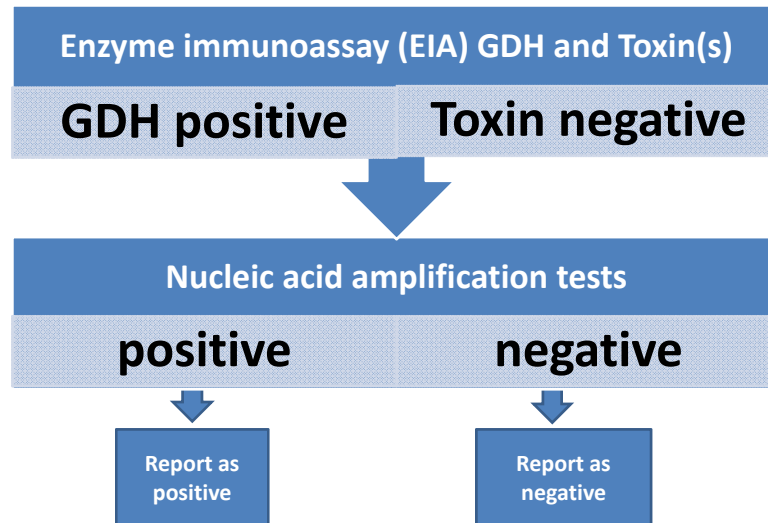 Enzyme immunoassay (EIA) GDH and Toxin(s)
GDH positive
Toxin negative
Nucleic acid amplification tests
positive
negative
Report as
positive
Report as
negative